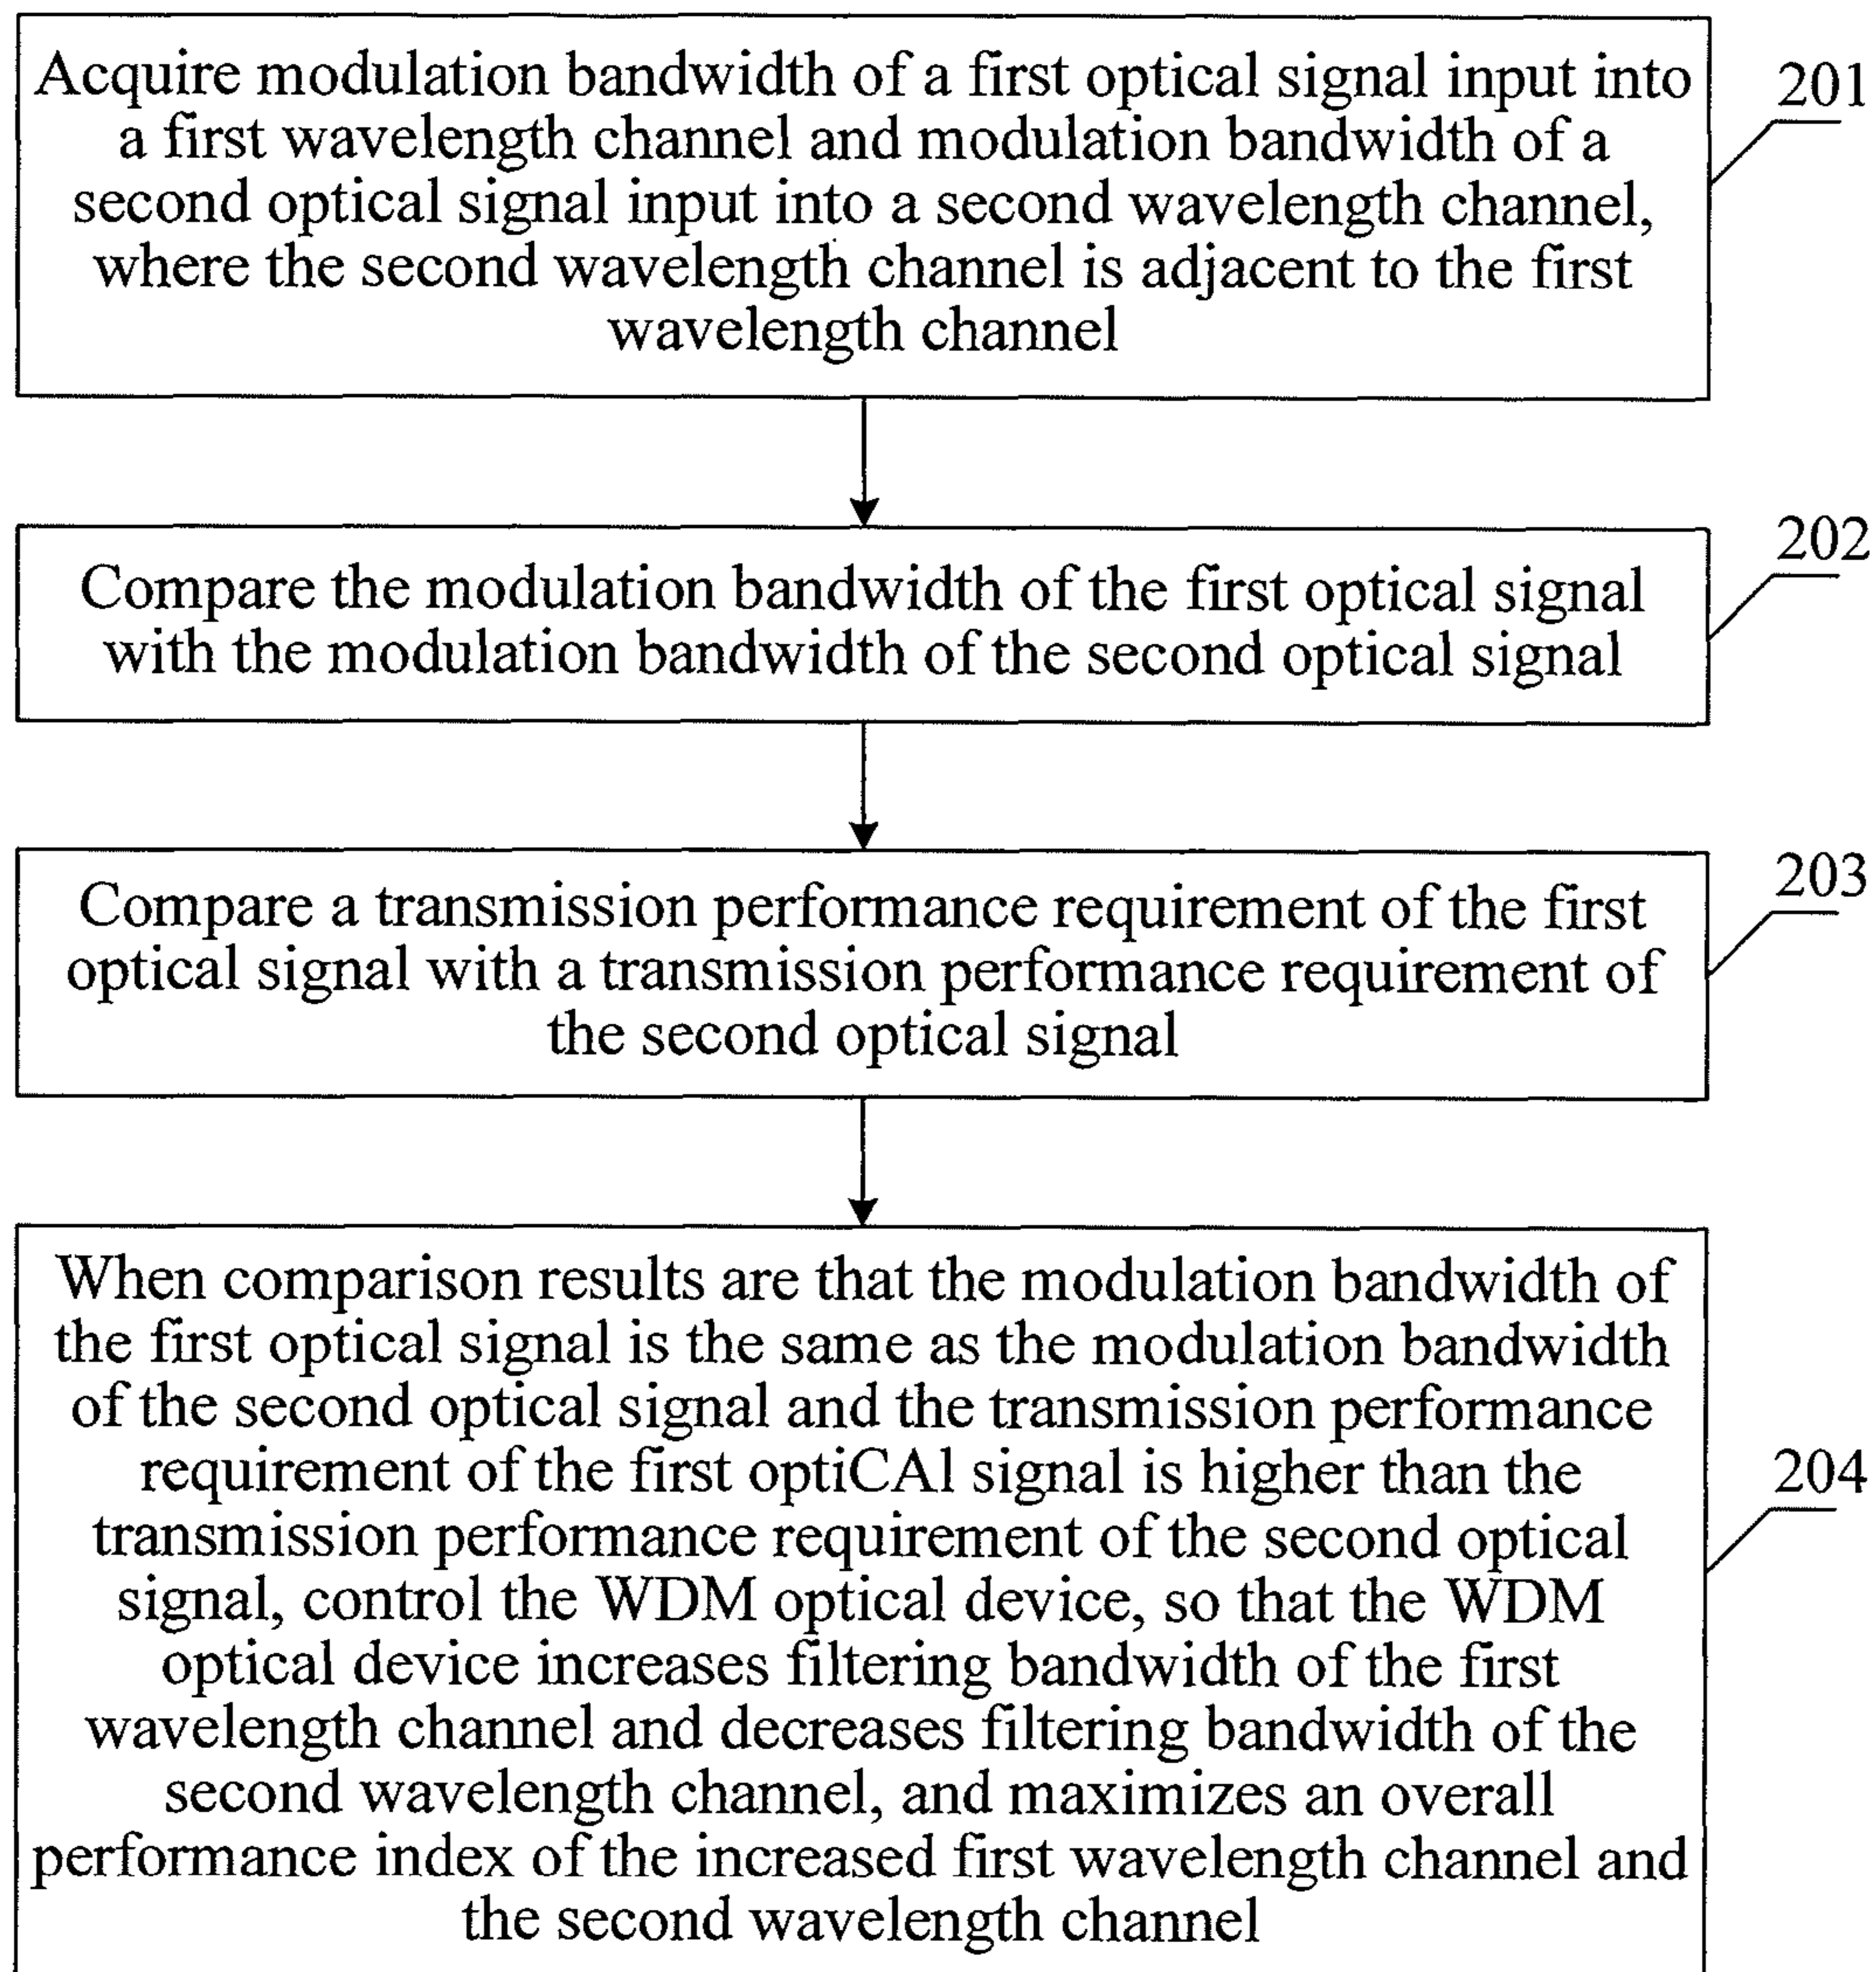 Acquire modulation bandwidth of a first optical signal input into
a first wavelength channel and modulation bandwidth of a
second optical signal input into a second wavelength channel,
where the second wavelength channel is adjacent to the first
wavelength channel
201
Compare the modulation bandwidth of the first optical signal
with the modulation bandwidth of the second optical signal
202
Compare a transmission performance requirement of the first
optical signal with a transmission performance requirement of
the second optical signal
203
When comparison results are that the modulation bandwidth of
the first optical signal is the same as the modulation bandwidth
of the second optical signal and the transmission performance
requirement of the first optiCAl signal is higher than the
transmission performance requirement of the second optical
signal, control the WDM optical device, so that the WDM
optical device increases filtering bandwidth of the first
wavelength channel and decreases filtering bandwidth of the
second wavelength channel, and maximizes an overall
performance index of the increased first wavelength channel and
the second wavelength channel
204